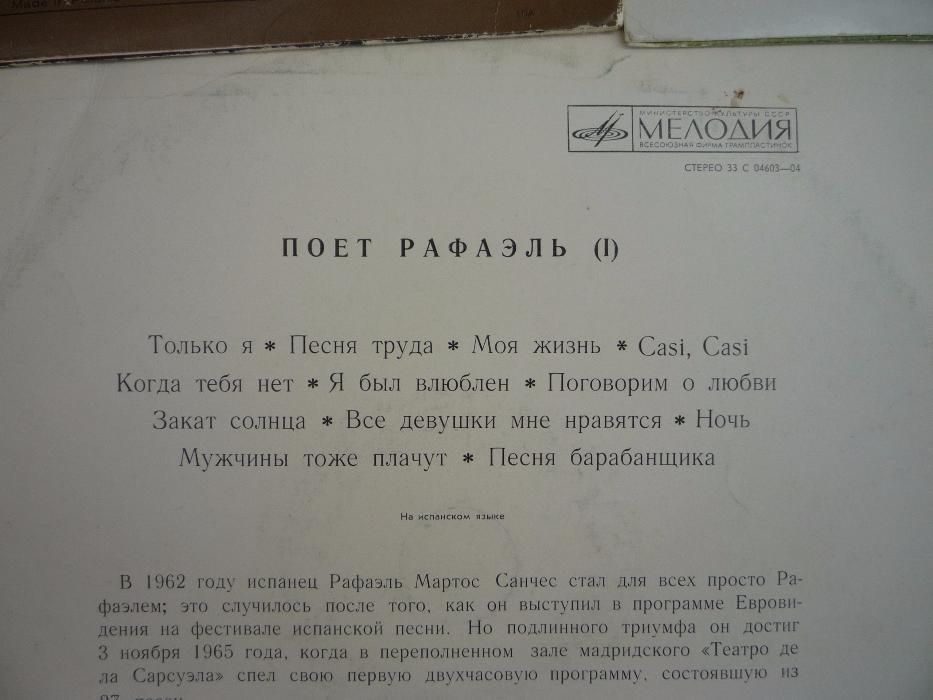 Made in Poland
МИНИСТЕРСТВО КУЛЬТУРЫ СССР
МЕЛОДИЯ
ВСЕСОЮЗНАЯ ФИРМА ГРАМПЛАСТИНОК
СТЕРЕО 33 С 04603—04
ПОЕТ РАФАЭЛЬ (I)
Только я * Песня труда * Моя жизнь * Casi, Casi
Когда тебя нет * Я был влюблен * Поговорим о любви
Закат солнца * Все девушки мне нравятся * Ночь
Мужчины тоже плачут * Песня барабанщика
На испанском языке
В 1962 году испанец Рафаэль Мартос Санчес стал для всех просто Ра-
фаэлем; это случилось после того, как он выступил в программе Еврови-
дения на фестивале испанской песни. Но подлинного триумфа он достиг
3 ноября 1965 года, когда в переполненном зале мадридского «Театро де
ла Сарсуэла» спел свою первую двухчасовую программу, состоявшую из